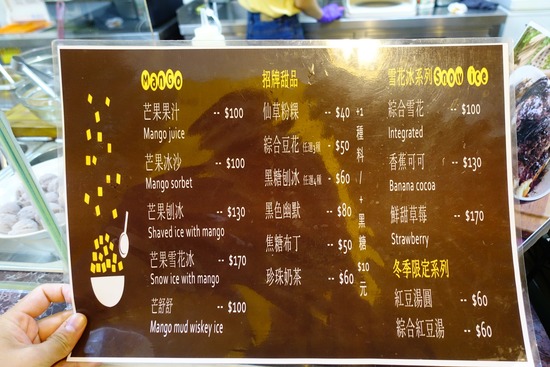 Mango
芒果果汁 -- $100
Mango juice
芒果冰沙 -- $100
Mango sorbet
芒果刨冰 -- $130
Shaved ice with mango
芒果雪花冰 -- $170
Snow ice with mango
芒舒舒 -- $100
Mango mud wiskey ice
招牌甜品
仙草粉粿 -- $40
綜合豆花 -- $50
黑糖刨冰 -- $60
黑色幽默 -- $80
焦糖布丁 -- $50
珍珠奶茶 -- $60
+1種料/+黑糖$10元
雪花冰系列 Snow ice
綜合雪花 -- $100
Integrated
香蕉可可 -- $130
Banana cocoa
鮮甜草莓 -- $170
Strawberry
冬季限定系列
紅豆湯圓 -- $60
綜合紅豆湯 -- $60